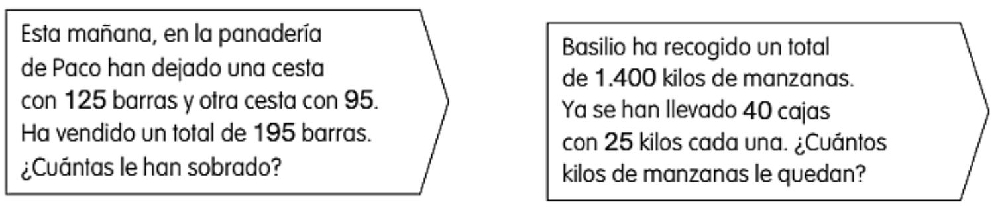 Esta mañana, en la panadería
de Paco han dejado una cesta
con 125 barras y otra cesta con 95.
Ha vendido un total de 195 barras.
¿Cuántas le han sobrado?
Basilio ha recogido un total
de 1.400 kilos de manzanas.
Ya se han llevado 40 cajas
con 25 kilos cada una. ¿Cuántos
kilos de manzanas le quedan?